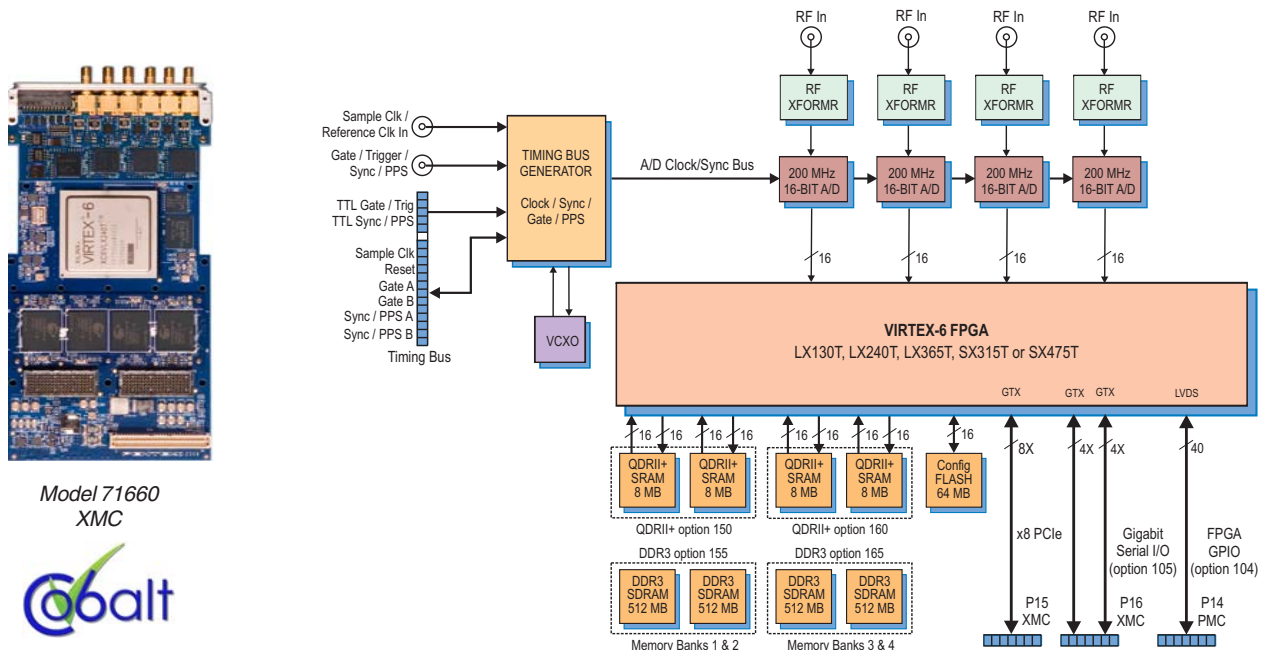 RF In
RF In
RF In
RF In
RF
XFORMR
RF
XFORMR
RF
XFORMR
RF
XFORMR
Sample Clk /
Reference Clk In
Gate / Trigger /
Sync / PPS
TTL Gate / Trig
TTL Sync / PPS
Sample Clk
Reset
Gate A
Gate B
Sync / PPS A
Sync / PPS B
Timing Bus
TIMING BUS
GENERATOR
Clock / Sync /
Gate / PPS
VCXO
A/D Clock/Sync Bus
200 MHz
16-BIT A/D
200 MHz
16-BIT A/D
200 MHz
16-BIT A/D
200 MHz
16-BIT A/D
16
16
16
16
VIRTEX-6 FPGA
LX130T, LX240T, LX365T, SX315T or SX475T
GTX
GTX
GTX
LVDS
16
16
16
16
16
16
16
16
16
8X
4X
4X
40
QDRII+
SRAM
8 MB
QDRII+
SRAM
8 MB
QDRII+
SRAM
8 MB
QDRII+
SRAM
8 MB
Config
FLASH
64 MB
QDRII+ option 150
QDRII+ option 160
DDR3 option 155
DDR3 option 165
DDR3
SDRAM
512 MB
DDR3
SDRAM
512 MB
DDR3
SDRAM
512 MB
DDR3
SDRAM
512 MB
Memory Banks 1 & 2
Memory Banks 3 & 4
x8 PCIe
Gigabit
Serial I/O
(option 105)
FPGA
GPIO
(option 104)
P15
XMC
P16
XMC
P14
PMC
VIRTEX-6
Model 71660
XMC
Cobalt